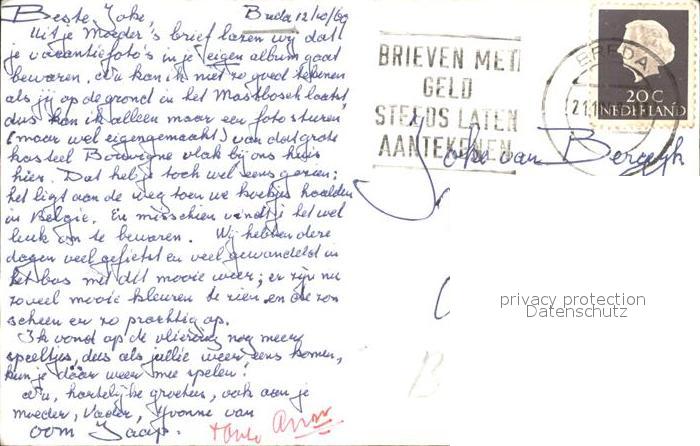 Beste Joke, Breda 12/10/69
Uit je Moeder's brief lazen wij dat
je vacantiefoto's in je eigen album gaat
bewaren. Nu kan ik niet zo goed tekenen
als jij op de grond in het Mastbosch laatst,
dus kan ik alleen maar een foto sturen
(maar wel eigengemaakt) van dat grote
kasteel Bouvigne vlak bij ons huis
hier. Dat heb je toch wel eens gezien;
het ligt aan de weg toen we koekjes haalden
in Belgie. En misschien vindt je het wel
leuk om te bewaren. Wij hebben deze
dagen veel gefietst en veel gewandeld in
het bos met dit mooie weer; er zijn nu
zoveel mooie kleuren te zien en de zon
scheen er zo prachtig op.
Ik vond op de vliering nog meer
speeltjes, dus als jullie weer eens komen,
kun je daar weer mee spelen!
Nu, hartelijke groeten, ook aan je
moeder, Vader, Yvonne van
oom Jaap.
BRIEVEN MET
GELD
STEEDS LATEN
AANTEKENEN
BREDA
20 C
NEDERLAND
Joke van Bergeyk
privacy protection
Datenschutz